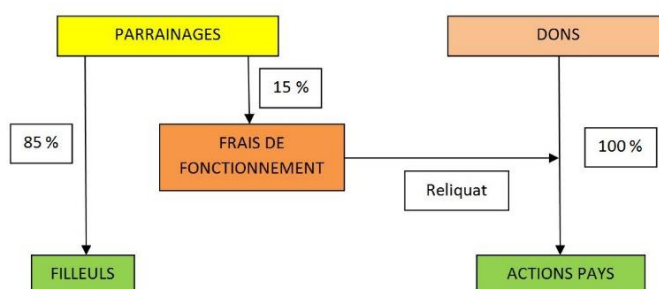 PARRAINAGES
DONS
15 %
85 %
FRAIS DE
FONCTIONNEMENT
100 %
Reliquat
FILLEULS
ACTIONS PAYS